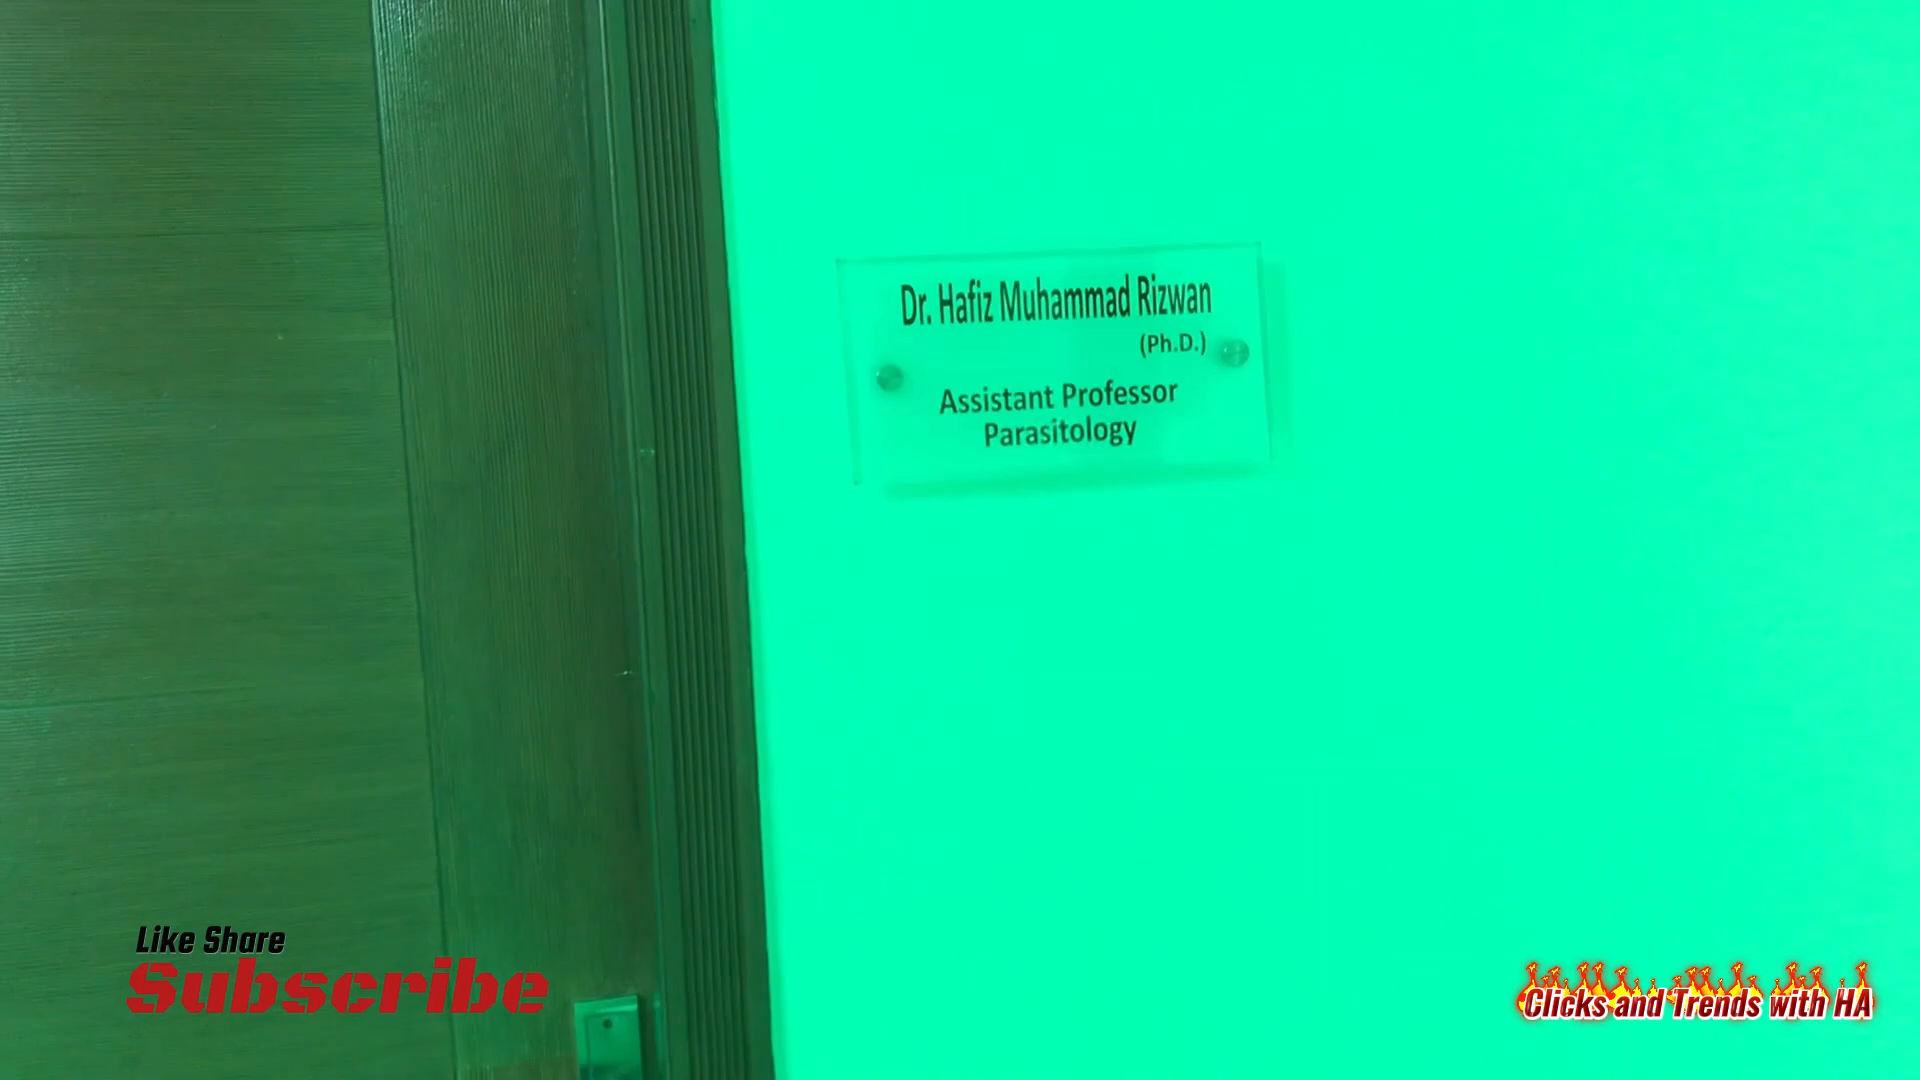 Dr. Hafiz Muhammad Rizwan
(Ph.D.)
Assistant Professor
Parasitology
Like Share
Subscribe
Clicks and Trends with HA